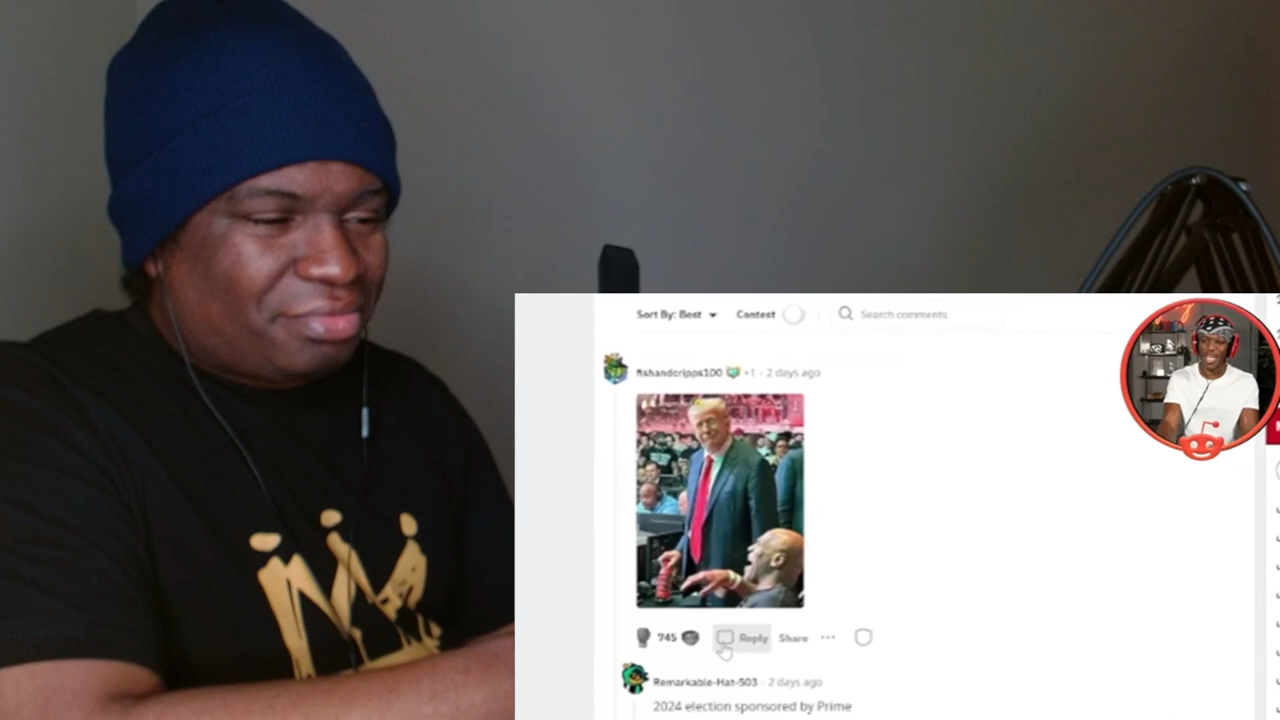 Sort By: Best
Contest
Search comments
fishandcripps100 +1 · 2 days ago
745
Reply
Share
Remarkable-Hat-503 · 2 days ago
2024 election sponsored by Prime